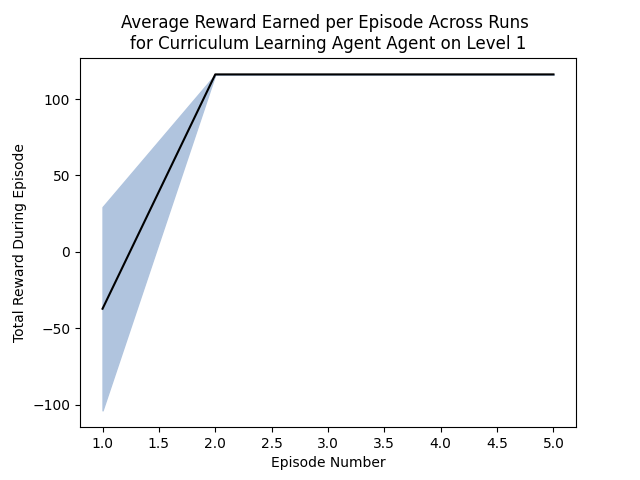 Average Reward Earned per Episode Across Runs
for Curriculum Learning Agent Agent on Level 1
Total Reward During Episode
100
50
0
−50
−100
1.0 1.5 2.0 2.5 3.0 3.5 4.0 4.5 5.0
Episode Number